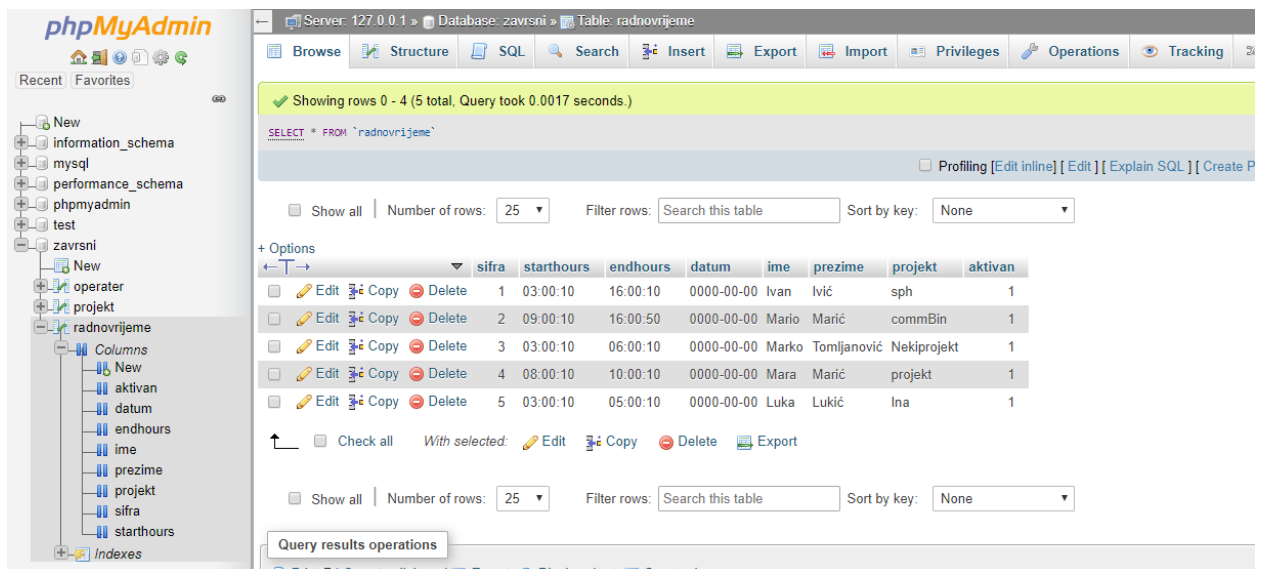 phpMyAdmin
Recent Favorites
New
information_schema
mysql
performance_schema
phpmyadmin
test
zavrsni
New
operater
projekt
radnovrijeme
Columns
New
aktivan
datum
endhours
ime
prezime
projekt
sifra
starthours
Indexes
Server: 127.0.0.1 » Database: zavrsni » Table: radnovrijeme
Browse Structure SQL Search Insert Export Import Privileges Operations Tracking
Showing rows 0 - 4 (5 total, Query took 0.0017 seconds.)
SELECT * FROM `radnovrijeme`
Profiling [Edit inline] [ Edit ] [ Explain SQL ] [ Create P
Show all Number of rows: 25 Filter rows: Search this table Sort by key: None
+ Options
sifra starthours endhours datum ime prezime projekt aktivan
Edit Copy Delete 1 03:00:10 16:00:10 0000-00-00 Ivan Ivić sph 1
Edit Copy Delete 2 09:00:10 16:00:50 0000-00-00 Mario Marić commBin 1
Edit Copy Delete 3 03:00:10 06:00:10 0000-00-00 Marko Tomljanović Nekiprojekt 1
Edit Copy Delete 4 08:00:10 10:00:10 0000-00-00 Mara Marić projekt 1
Edit Copy Delete 5 03:00:10 05:00:10 0000-00-00 Luka Lukić Ina 1
Check all With selected: Edit Copy Delete Export
Show all Number of rows: 25 Filter rows: Search this table Sort by key: None
Query results operations